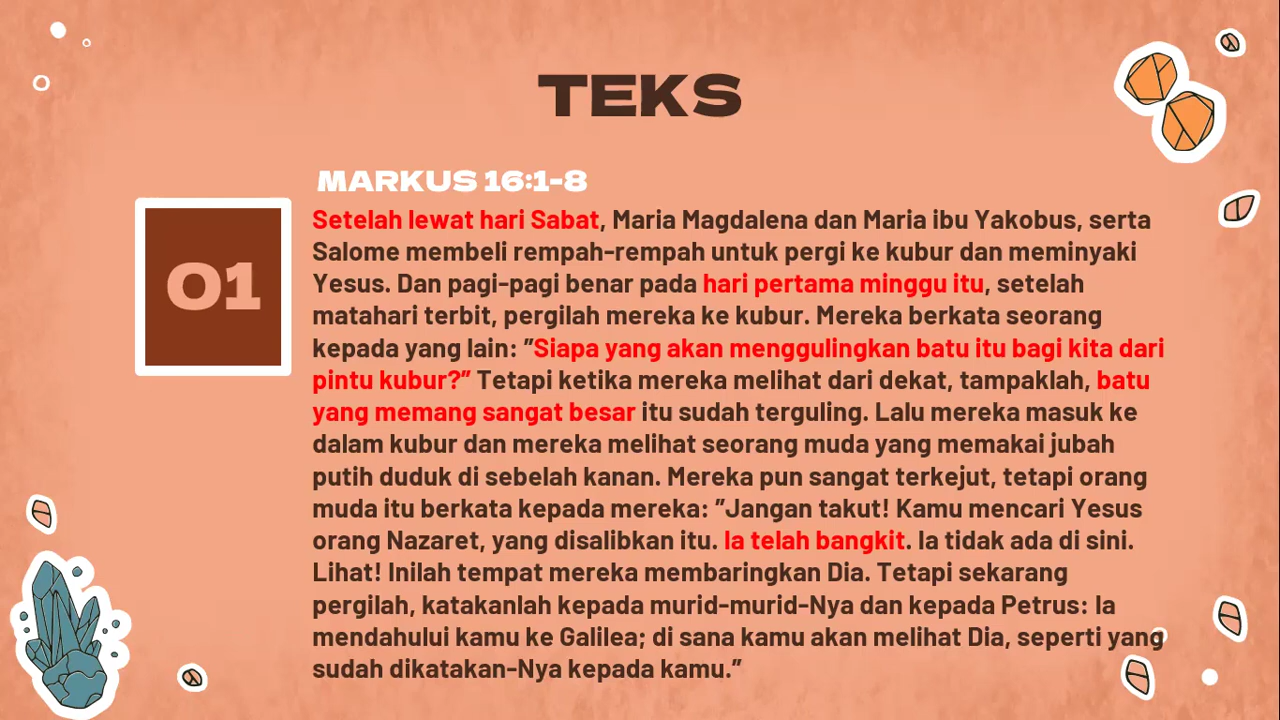 TEKS
MARKUS 16:1-8
01
Setelah lewat hari Sabat, Maria Magdalena dan Maria ibu Yakobus, serta
Salome membeli rempah-rempah untuk pergi ke kubur dan meminyaki
Yesus. Dan pagi-pagi benar pada hari pertama minggu itu, setelah
matahari terbit, pergilah mereka ke kubur. Mereka berkata seorang
kepada yang lain: "Siapa yang akan menggulingkan batu itu bagi kita dari
pintu kubur?" Tetapi ketika mereka melihat dari dekat, tampaklah, batu
yang memang sangat besar itu sudah terguling. Lalu mereka masuk ke
dalam kubur dan mereka melihat seorang muda yang memakai jubah
putih duduk di sebelah kanan. Mereka pun sangat terkejut, tetapi orang
muda itu berkata kepada mereka: "Jangan takut! Kamu mencari Yesus
orang Nazaret, yang disalibkan itu. Ia telah bangkit. Ia tidak ada di sini.
Lihat! Inilah tempat mereka membaringkan Dia. Tetapi sekarang
pergilah, katakanlah kepada murid-murid-Nya dan kepada Petrus: Ia
mendahului kamu ke Galilea; di sana kamu akan melihat Dia, seperti yang
sudah dikatakan-Nya kepada kamu."